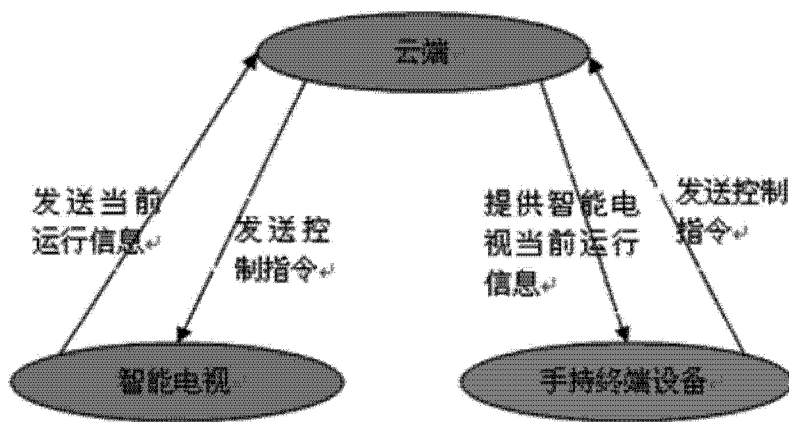 云端
发送当前
运行信息
发送控
制指令
提供智能电
视当前运行
信息
发送控制
指令
智能电视
手持终端设备